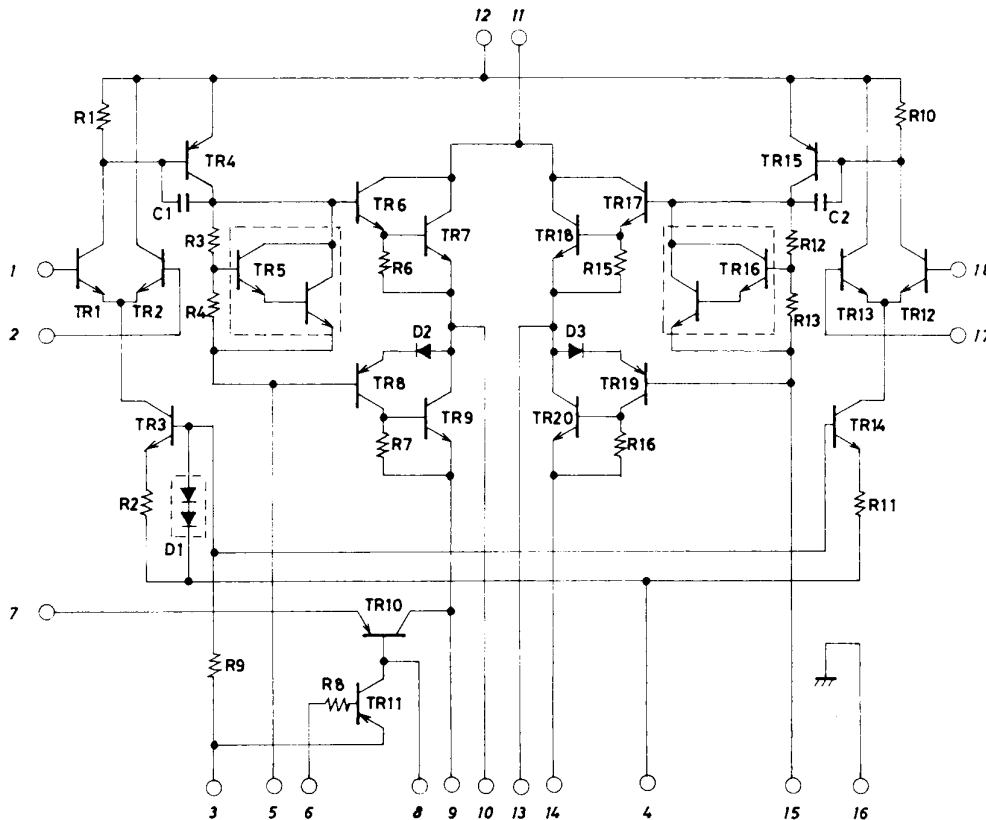 12 11
R1 R10
TR4 TR15
C1 TR6 TR17 C2
R3 TR7 TR18 R12
1 TR5 R6 R15 TR16 18
TR1 TR2 R4 R13 TR13 TR12
2 D2 D3 17
TR8 TR19
TR3 TR9 TR20 TR14
R7 R16
R2 R11
D1
7 TR10
R9 R8
TR11
3 5 6 8 9 10 13 14 4 15 16